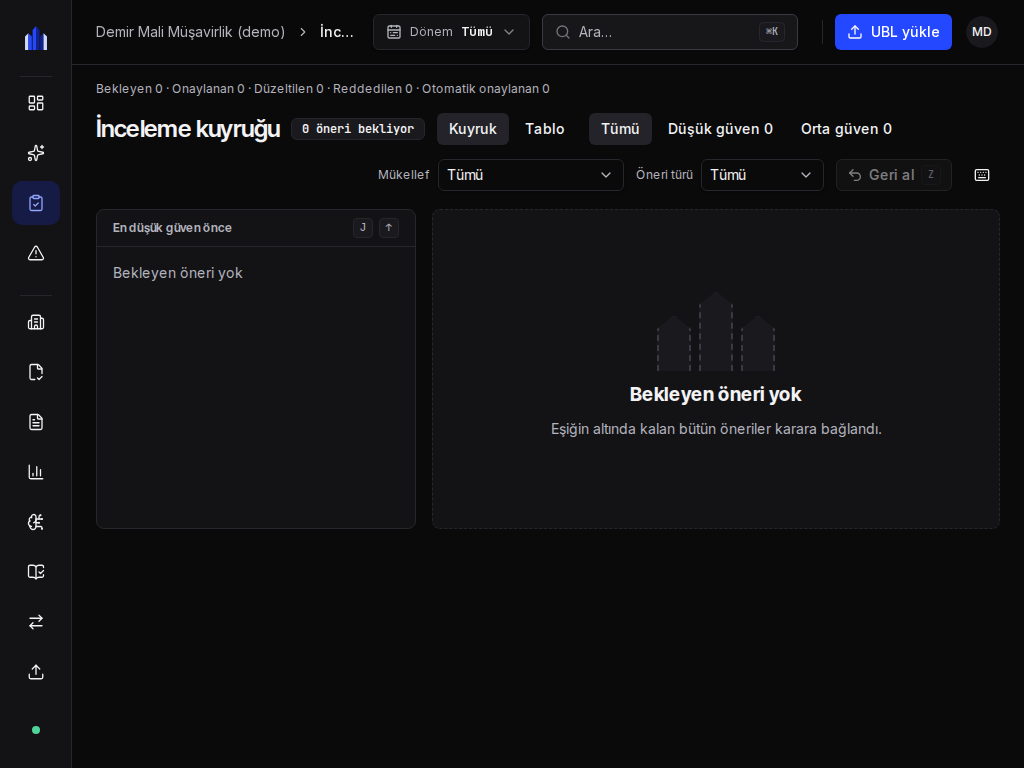 Demir Mali Müşavirlik (demo) > İnc... Dönem Tümü Ara... ⌘K UBL yükle MD
Bekleyen 0 · Onaylanan 0 · Düzeltilen 0 · Reddedilen 0 · Otomatik onaylanan 0
İnceleme kuyruğu 0 öneri bekliyor Kuyruk Tablo Tümü Düşük güven 0 Orta güven 0
Mükellef Tümü Öneri türü Tümü Geri al Z
En düşük güven önce J ↑
Bekleyen öneri yok
Bekleyen öneri yok
Eşiğin altında kalan bütün öneriler karara bağlandı.